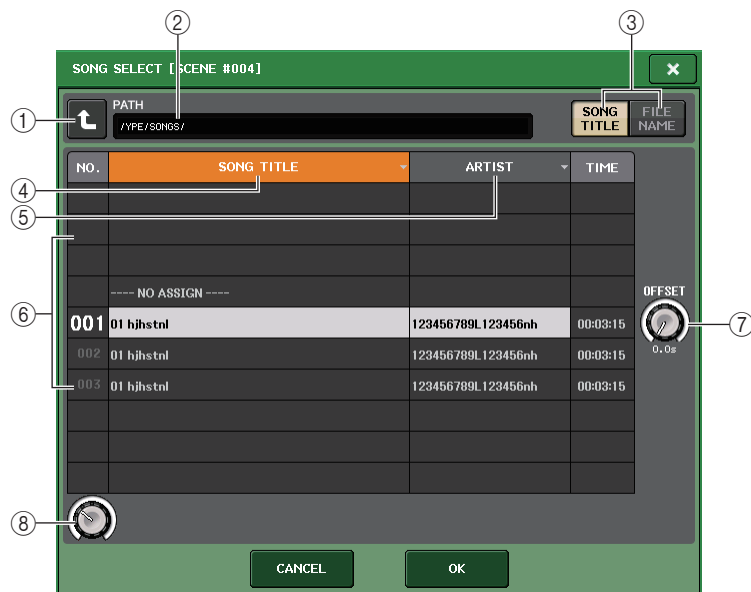 ② ③
SONG SELECT [SCENE #004] ×
① PATH
/YPE/SONGS/
SONG TITLE
FILE NAME
NO. SONG TITLE ARTIST TIME
④
⑤
---- NO ASSIGN ----
⑥
001 01 hjhstnl 123456789L123456nh 00:03:15
002 01 hjhstnl 123456789L123456nh 00:03:15
003 01 hjhstnl 123456789L123456nh 00:03:15
OFFSET
⑦
0.0s
⑧
CANCEL OK